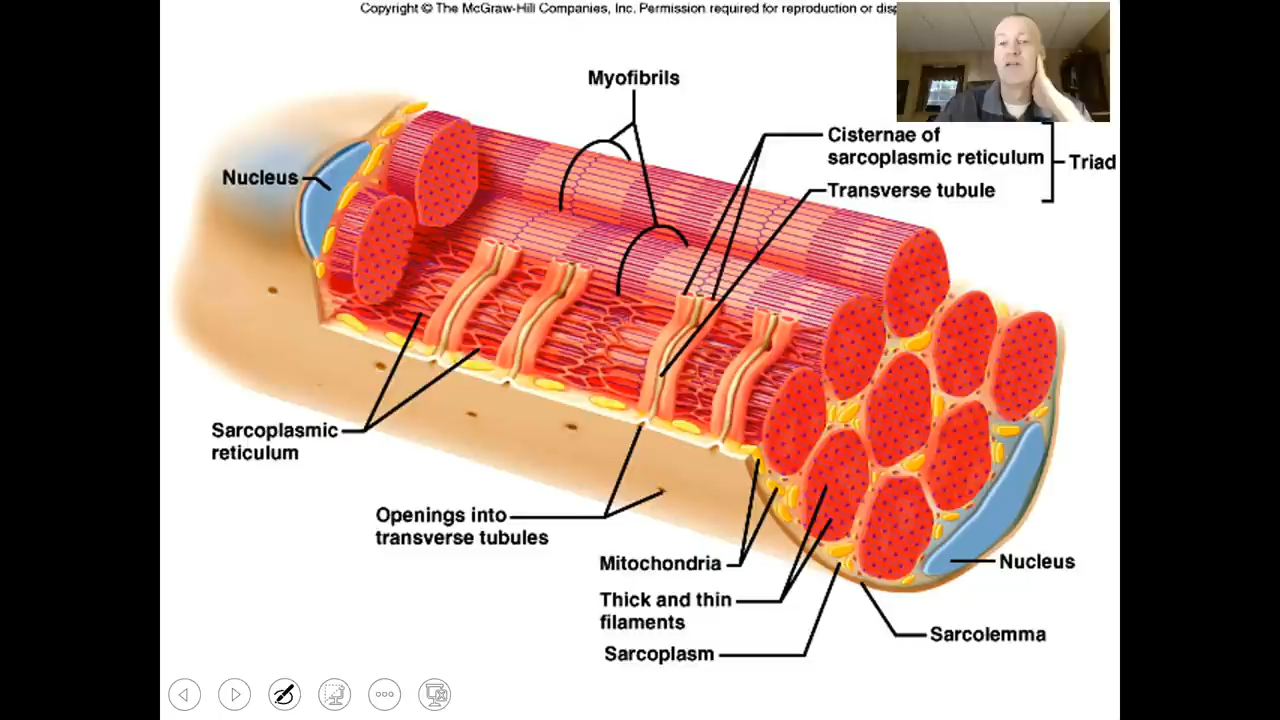 Copyright © The McGraw-Hill Companies, Inc. Permission required for reproduction or
Myofibrils
Cisternae of
sarcoplasmic reticulum
Triad
Nucleus
Transverse tubule
Sarcoplasmic
reticulum
Openings into
transverse tubules
Mitochondria
Nucleus
Thick and thin
filaments
Sarcolemma
Sarcoplasm